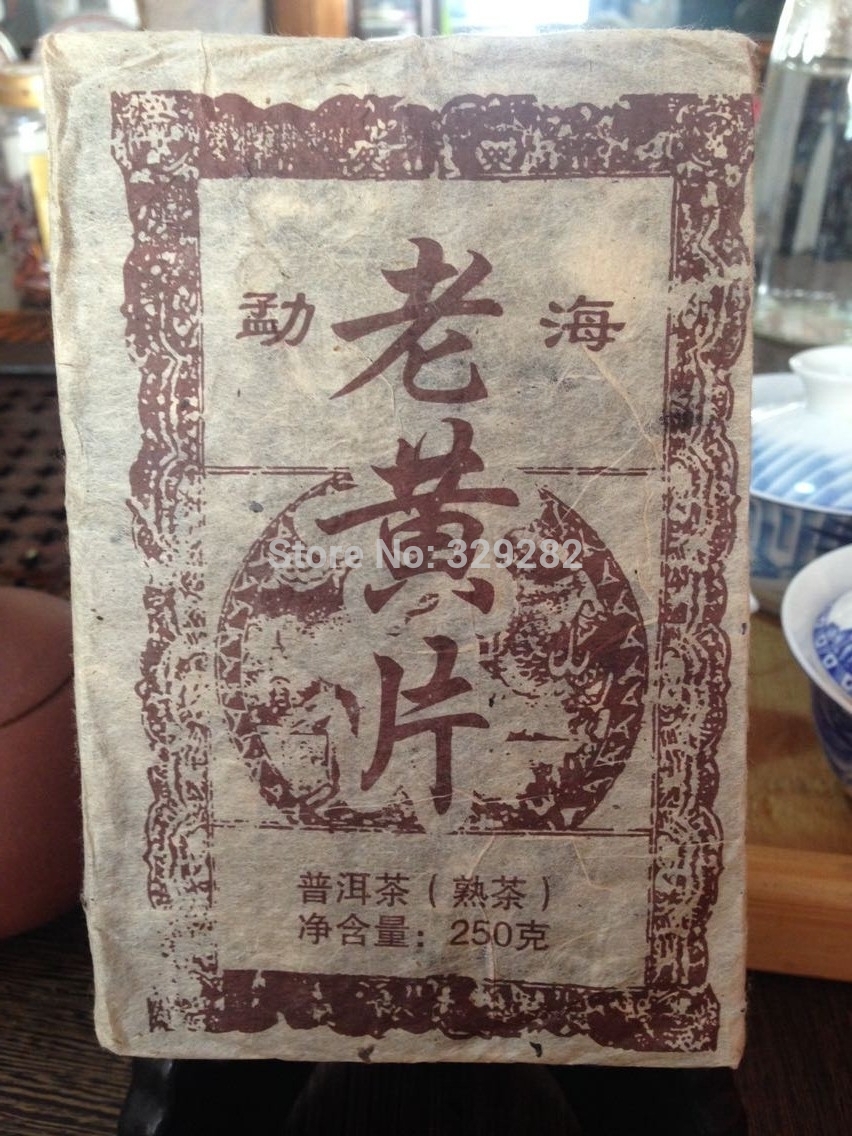 勐海
老黄片
Store No: 329282
普洱茶（熟茶）
净含量：250克